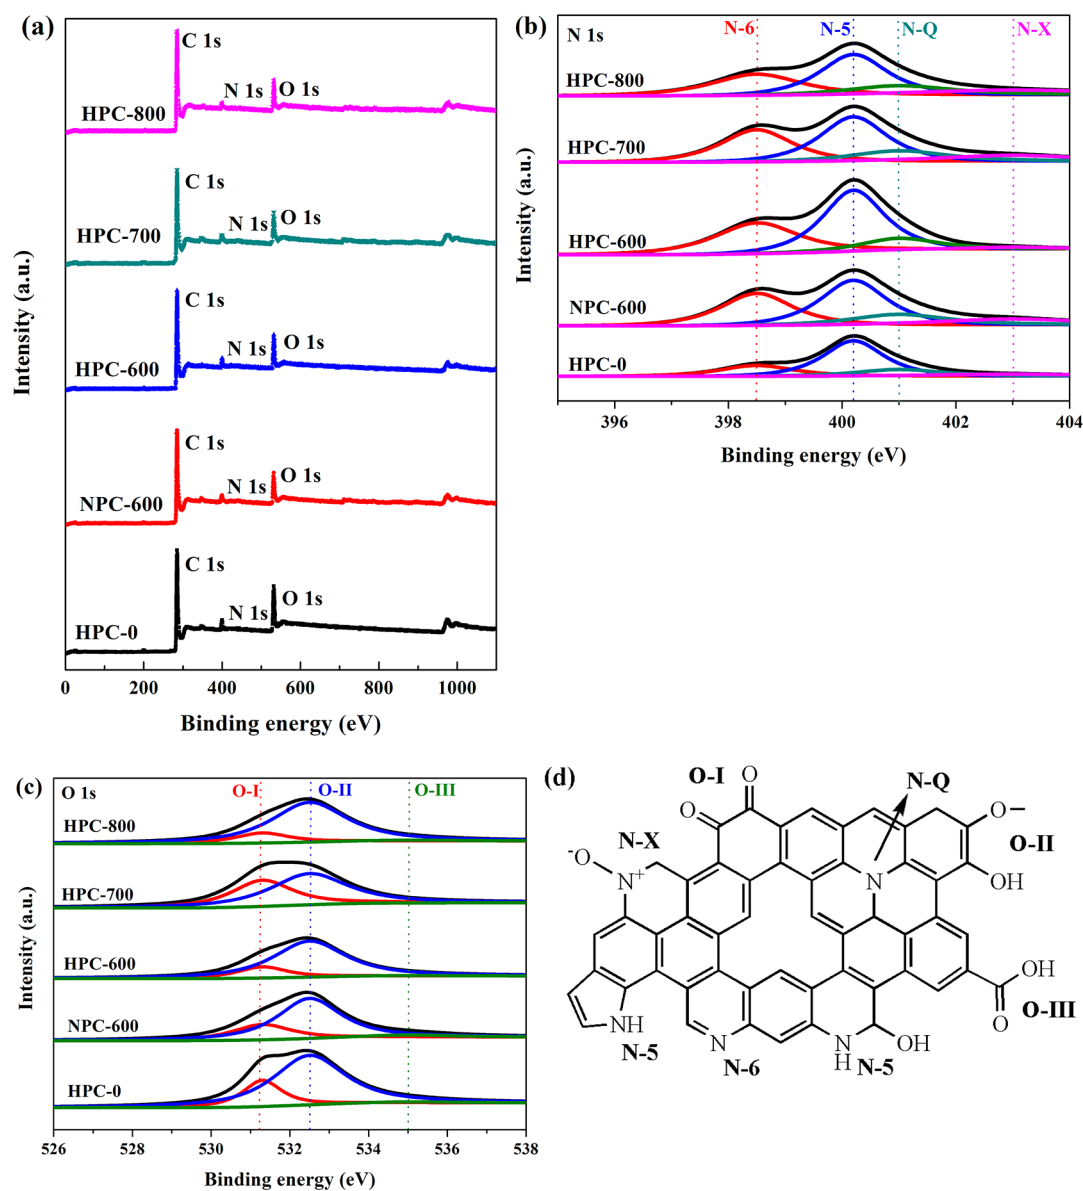 (a)
C 1s
N 1s
O 1s
HPC-800
C 1s
N 1s
O 1s
HPC-700
C 1s
N 1s
O 1s
HPC-600
C 1s
N 1s
O 1s
NPC-600
C 1s
N 1s
O 1s
HPC-0
Intensity (a.u.)
0 200 400 600 800 1000
Binding energy (eV)
(b)
N 1s
N-6 N-5 N-Q N-X
HPC-800
HPC-700
HPC-600
NPC-600
HPC-0
Intensity (a.u.)
396 398 400 402 404
Binding energy (eV)
(c)
O 1s
O-I O-II O-III
HPC-800
HPC-700
HPC-600
NPC-600
HPC-0
Intensity (a.u.)
526 528 530 532 534 536 538
Binding energy (eV)
(d)
O-I
O
O
N-Q
O
O-II
OH
N-X
-O
N+
N
OH
O
O-III
NH
N-5
N
N-6
N
H
N-5
OH